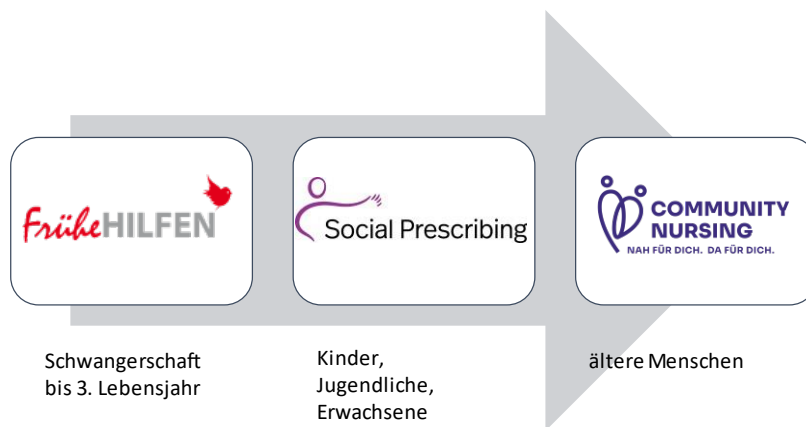 FrüheHILFEN
Social Prescribing
COMMUNITY
NURSING
NAH FÜR DICH. DA FÜR DICH.
Schwangerschaft
bis 3. Lebensjahr
Kinder,
Jugendliche,
Erwachsene
ältere Menschen